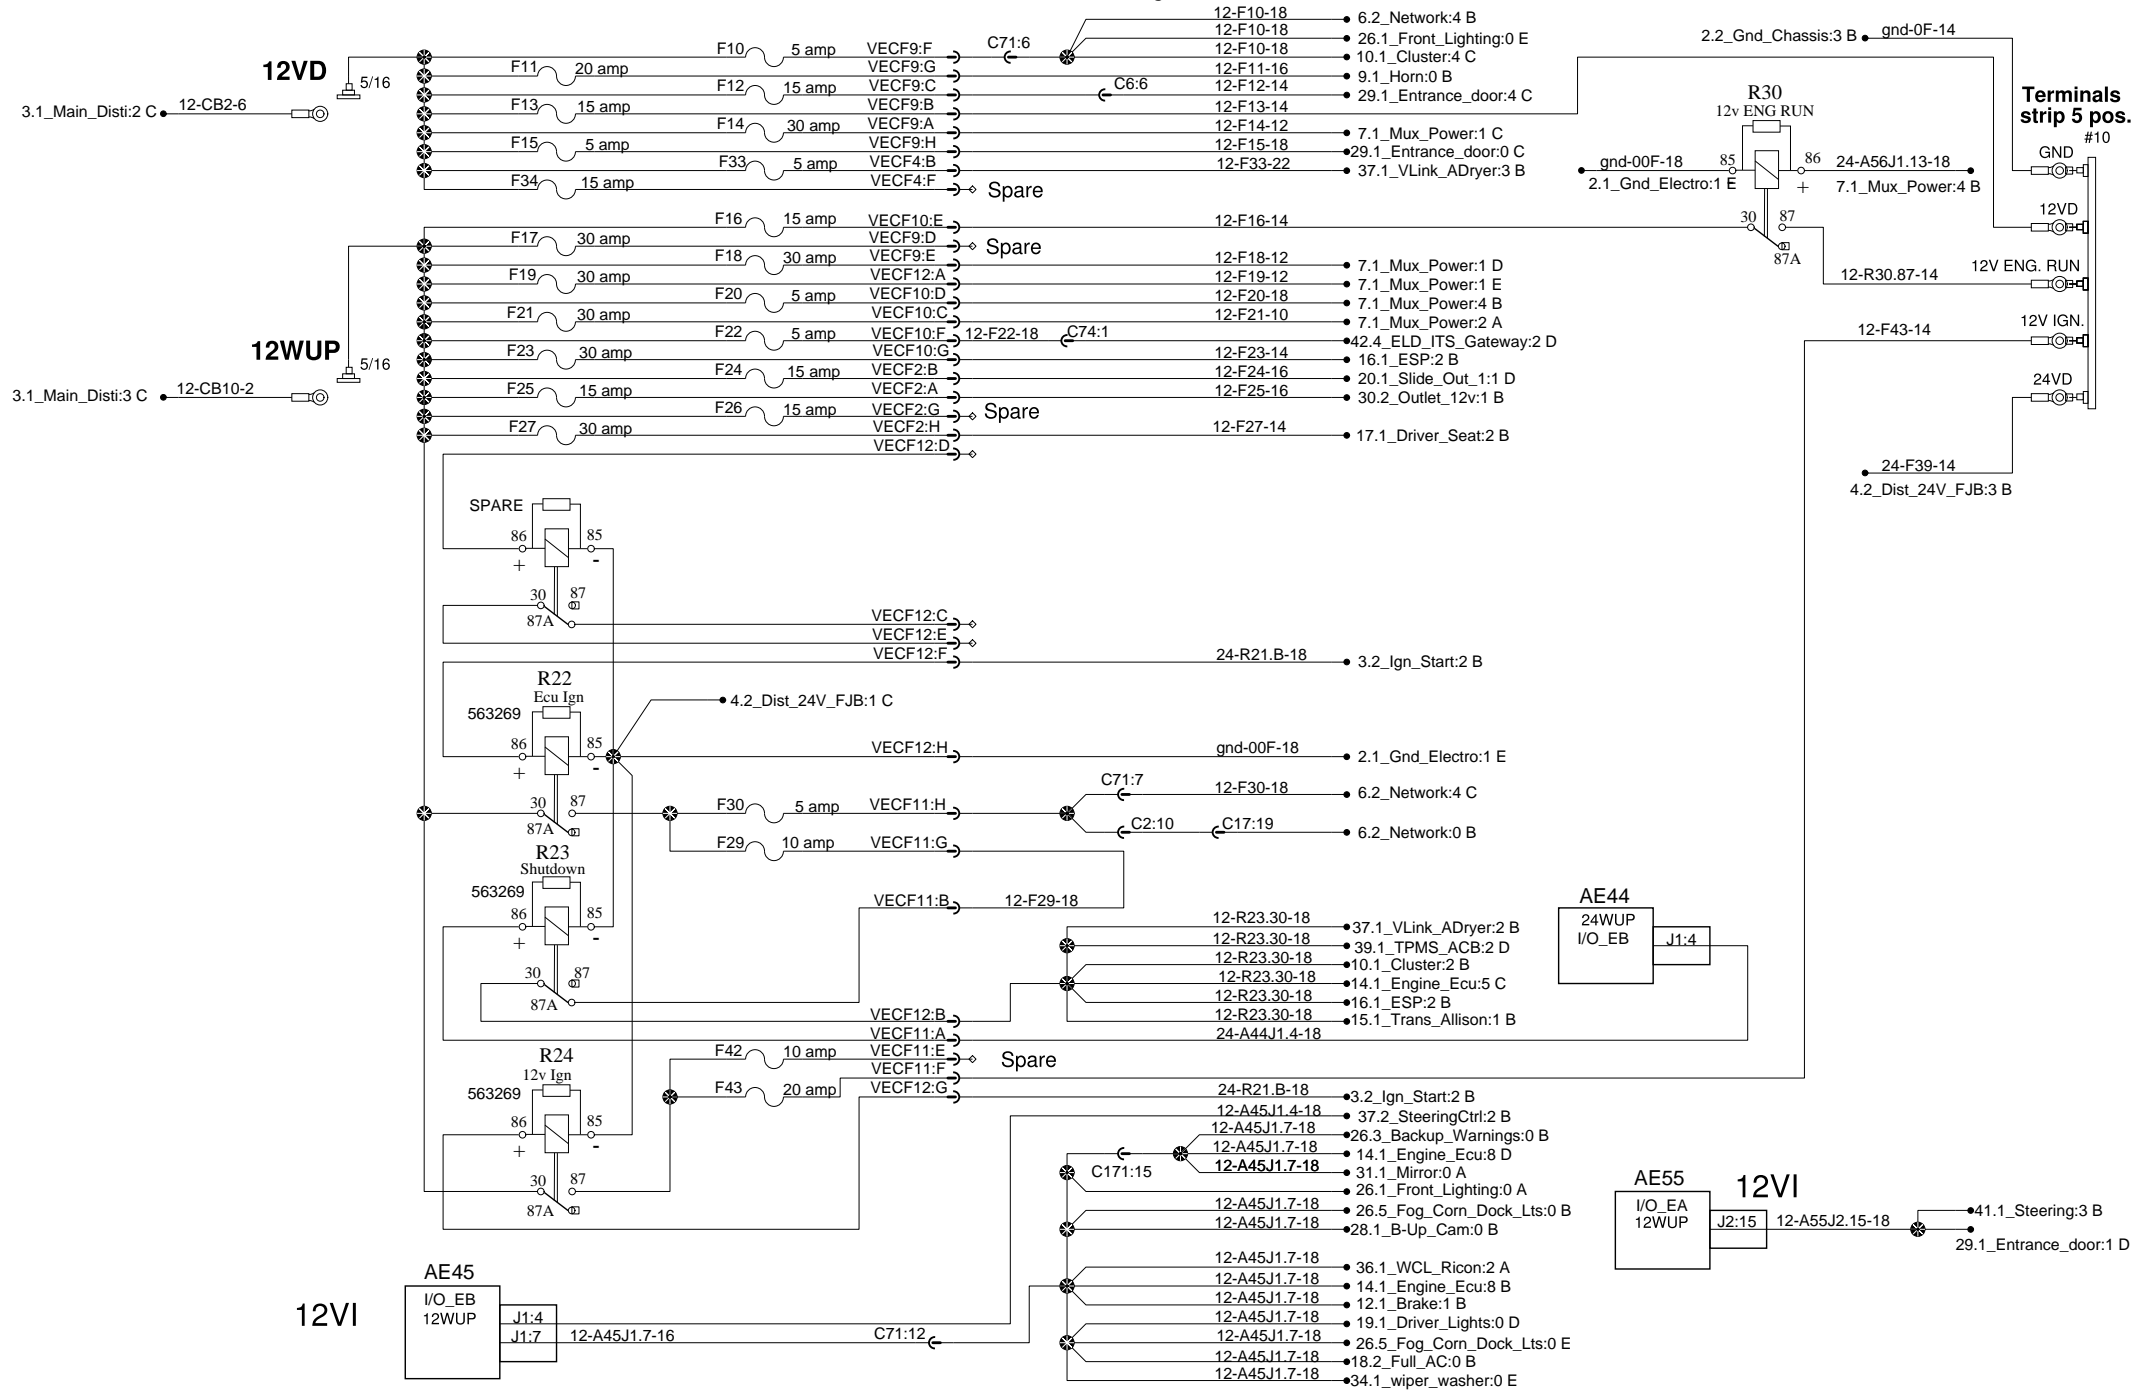 12-F10-18
6.2_Network:4 B
12-F10-18
26.1_Front_Lighting:0 E
2.2_Gnd_Chassis:3 B
gnd-0F-14
F10
5 amp
VECF9:F
C71:6
12-F10-18
10.1_Cluster:4 C
12VD
5/16
F11
20 amp
VECF9:G
12-F11-16
9.1_Horn:0 B
F12
15 amp
VECF9:C
C6:6
12-F12-14
29.1_Entrance_door:4 C
3.1_Main_Disti:2 C
12-CB2-6
F13
15 amp
VECF9:B
12-F13-14
F14
30 amp
VECF9:A
12-F14-12
7.1_Mux_Power:1 C
F15
5 amp
VECF9:H
12-F15-18
29.1_Entrance_door:0 C
F33
5 amp
VECF4:B
12-F33-22
37.1_VLink_ADryer:3 B
F34
15 amp
VECF4:F
Spare
R30
12v ENG RUN
gnd-00F-18
85
86
24-A56J1.13-18
2.1_Gnd_Electro:1 E
+
7.1_Mux_Power:4 B
30
87
87A
Terminals
strip 5 pos.
#10
GND
12VD
12V ENG. RUN
12-R30.87-14
12V IGN.
12-F43-14
24VD
24-F39-14
4.2_Dist_24V_FJB:3 B
F16
15 amp
VECF10:E
12-F16-14
F17
30 amp
VECF9:D
Spare
F18
30 amp
VECF9:E
12-F18-12
7.1_Mux_Power:1 D
F19
30 amp
VECF12:A
12-F19-12
7.1_Mux_Power:1 E
F20
5 amp
VECF10:D
12-F20-18
7.1_Mux_Power:4 B
F21
30 amp
VECF10:C
12-F21-10
7.1_Mux_Power:2 A
12WUP
5/16
F22
5 amp
VECF10:F
12-F22-18
C74:1
42.4_ELD_ITS_Gateway:2 D
F23
30 amp
VECF10:G
12-F23-14
16.1_ESP:2 B
F24
15 amp
VECF2:B
12-F24-16
20.1_Slide_Out_1:1 D
3.1_Main_Disti:3 C
12-CB10-2
F25
15 amp
VECF2:A
12-F25-16
30.2_Outlet_12v:1 B
F26
15 amp
VECF2:G
Spare
F27
30 amp
VECF2:H
12-F27-14
17.1_Driver_Seat:2 B
VECF12:D
SPARE
86
85
+
-
30
87
87A
VECF12:C
VECF12:E
VECF12:F
24-R21.B-18
3.2_Ign_Start:2 B
R22
Ecu Ign
563269
4.2_Dist_24V_FJB:1 C
86
85
+
-
VECF12:H
gnd-00F-18
2.1_Gnd_Electro:1 E
30
87
87A
F30
5 amp
VECF11:H
C71:7
12-F30-18
6.2_Network:4 C
C2:10
C17:19
6.2_Network:0 B
F29
10 amp
VECF11:G
R23
Shutdown
563269
86
85
+
-
VECF11:B
12-F29-18
30
87
87A
12-R23.30-18
37.1_VLink_ADryer:2 B
12-R23.30-18
39.1_TPMS_ACB:2 D
12-R23.30-18
10.1_Cluster:2 B
12-R23.30-18
14.1_Engine_Ecu:5 C
12-R23.30-18
16.1_ESP:2 B
VECF12:B
12-R23.30-18
15.1_Trans_Allison:1 B
VECF11:A
24-A44J1.4-18
AE44
24WUP
I/O_EB
J1:4
R24
12v Ign
563269
F42
10 amp
VECF11:E
Spare
VECF11:F
F43
20 amp
VECF12:G
24-R21.B-18
3.2_Ign_Start:2 B
86
85
+
-
30
87
87A
12-A45J1.4-18
37.2_SteeringCtrl:2 B
12-A45J1.7-18
26.3_Backup_Warnings:0 B
12-A45J1.7-18
14.1_Engine_Ecu:8 D
C171:15
12-A45J1.7-18
31.1_Mirror:0 A
26.1_Front_Lighting:0 A
12-A45J1.7-18
26.5_Fog_Corn_Dock_Lts:0 B
12-A45J1.7-18
28.1_B-Up_Cam:0 B
AE55
12VI
I/O_EA
12WUP
J2:15
12-A55J2.15-18
41.1_Steering:3 B
29.1_Entrance_door:1 D
12-A45J1.7-18
36.1_WCL_Ricon:2 A
12-A45J1.7-18
14.1_Engine_Ecu:8 B
12-A45J1.7-18
12.1_Brake:1 B
12-A45J1.7-18
19.1_Driver_Lights:0 D
12-A45J1.7-18
26.5_Fog_Corn_Dock_Lts:0 E
12-A45J1.7-18
18.2_Full_AC:0 B
12-A45J1.7-18
34.1_wiper_washer:0 E
12VI
AE45
I/O_EB
12WUP
J1:4
J1:7
12-A45J1.7-16
C71:12